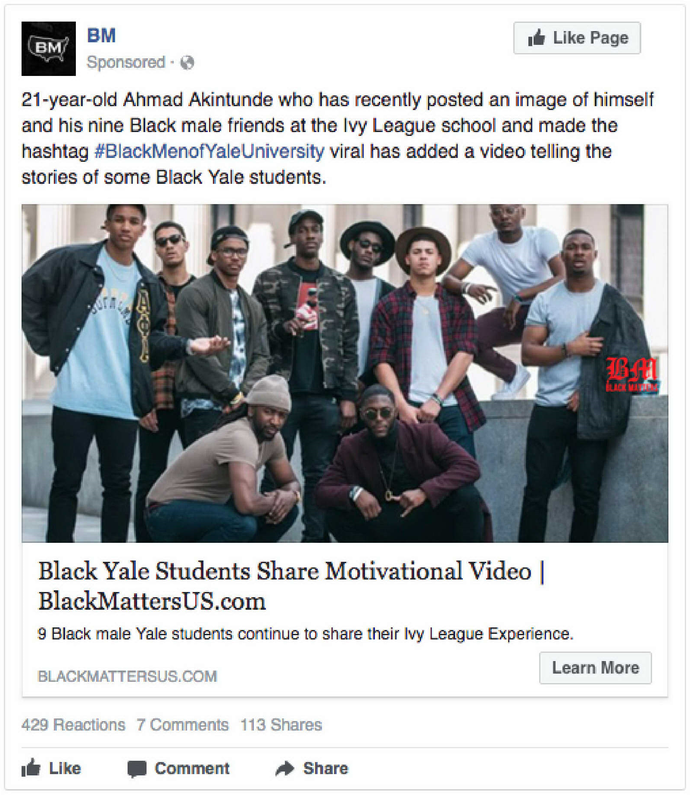 BM
BM
Like Page
Sponsored ·
21-year-old Ahmad Akintunde who has recently posted an image of himself
and his nine Black male friends at the Ivy League school and made the
hashtag #BlackMenofYaleUniversity viral has added a video telling the
stories of some Black Yale students.
SUPREME
ΑΦΑ
BM
BLACK MATTERS
Black Yale Students Share Motivational Video |
BlackMattersUS.com
9 Black male Yale students continue to share their Ivy League Experience.
BLACKMATTERSUS.COM
Learn More
429 Reactions 7 Comments 113 Shares
Like Comment Share